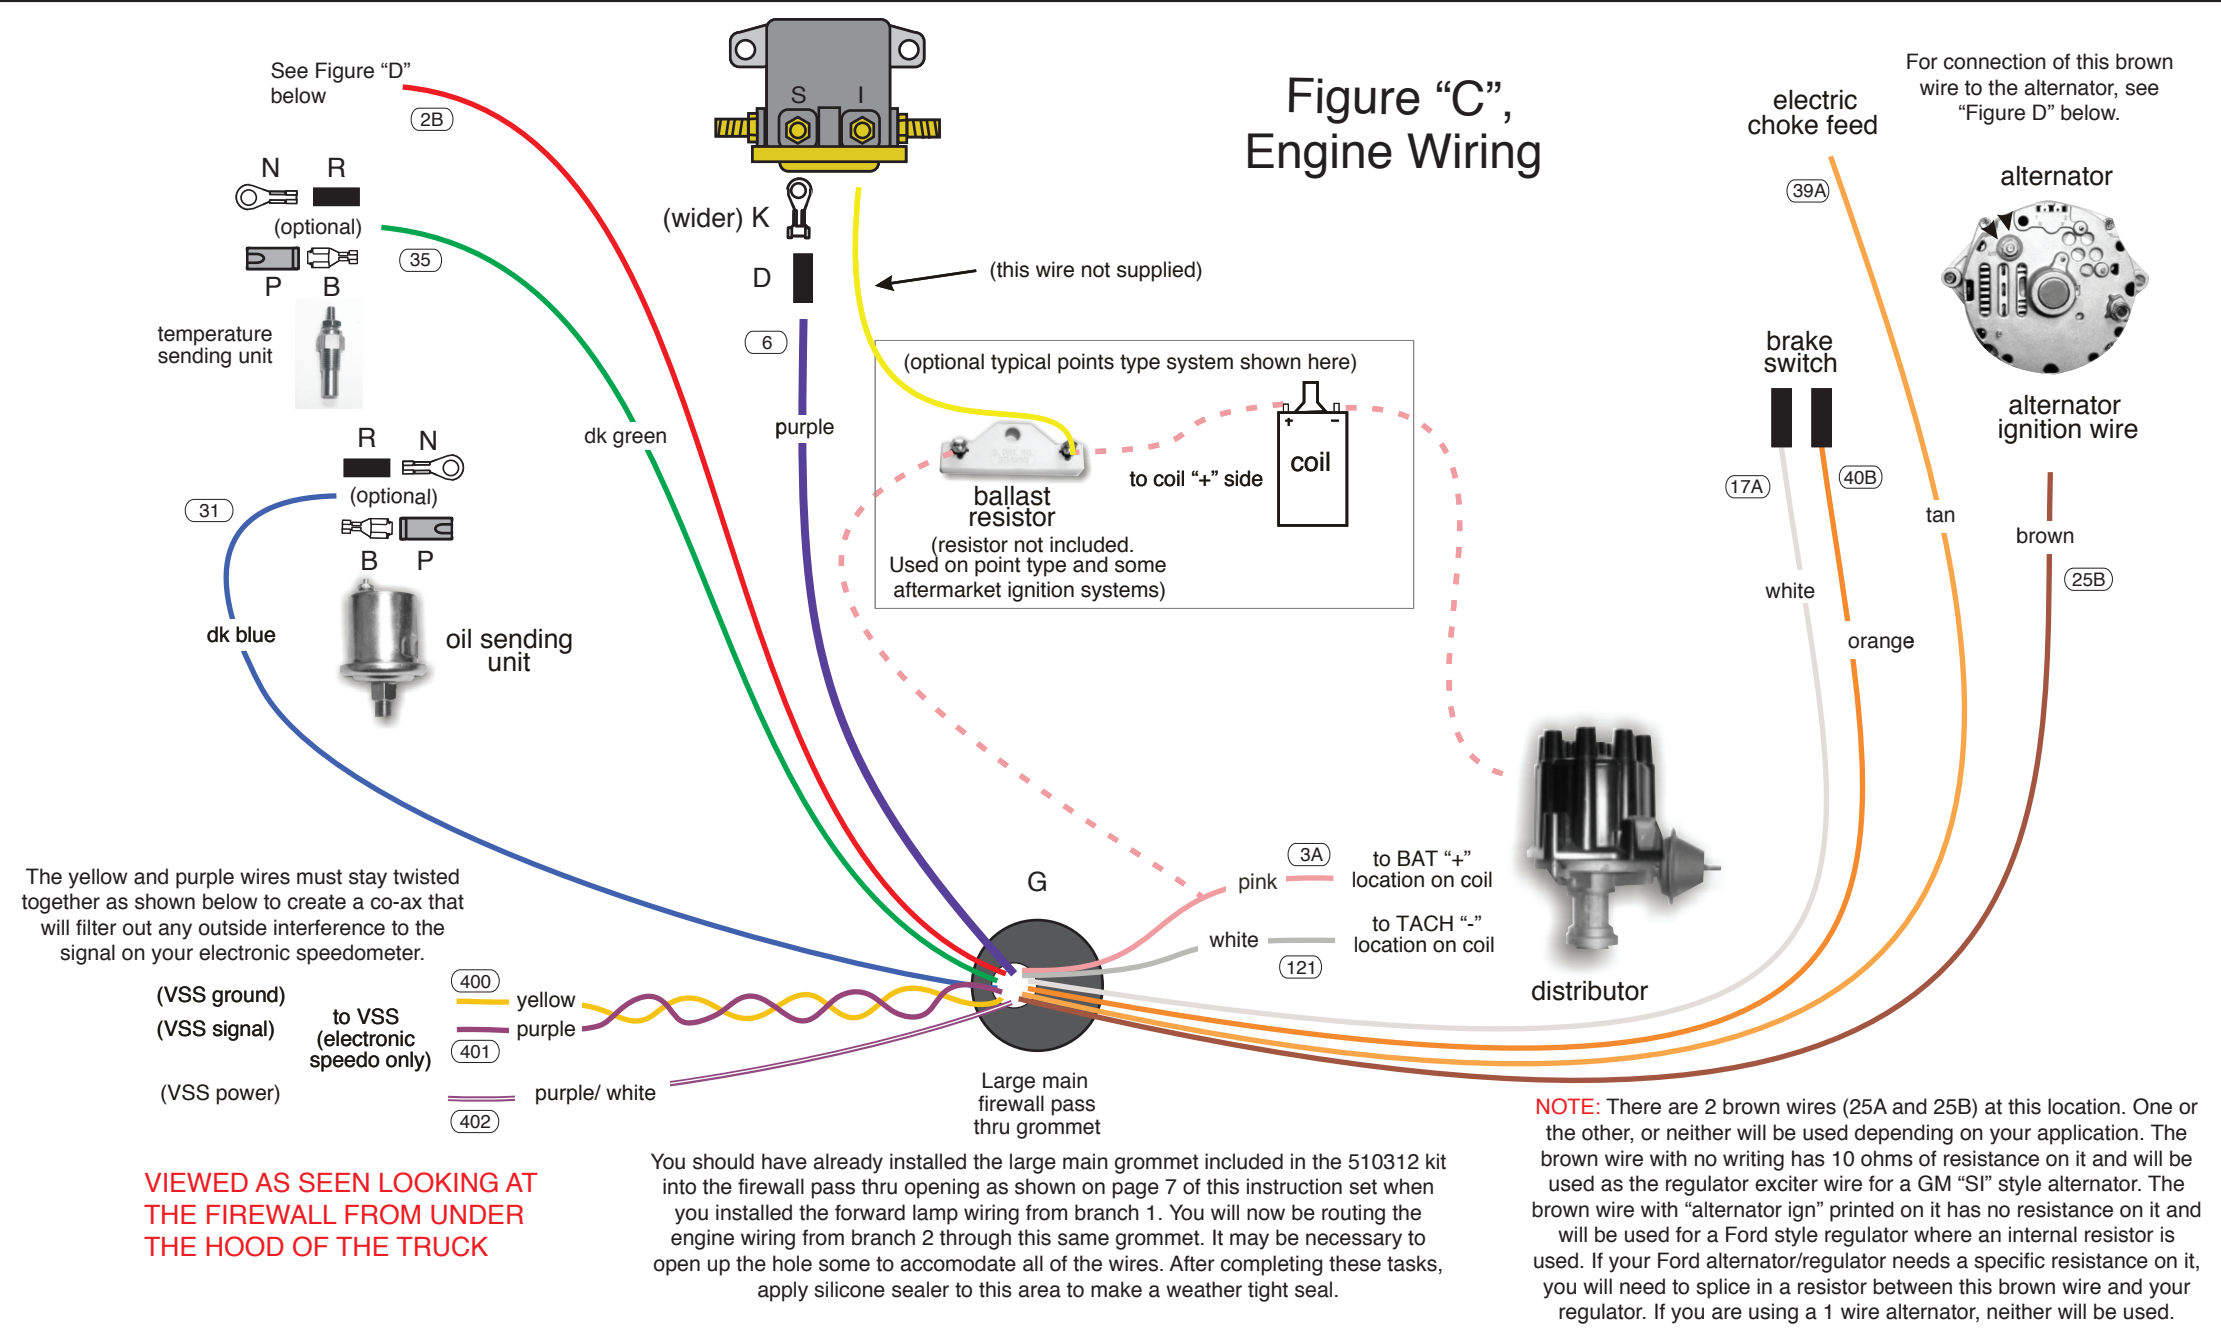 Figure “C”,
Engine Wiring
See Figure “D”
below
2B
N
R
(optional)
35
P
B
temperature
sending unit
R
N
(optional)
31
B
P
dk blue
oil sending
unit
dk green
S
I
(wider) K
D
6
purple
(this wire not supplied)
(optional typical points type system shown here)
+
-
coil
to coil “+” side
ballast
resistor
(resistor not included.
Used on point type and some
aftermarket ignition systems)
electric
choke feed
39A
For connection of this brown
wire to the alternator, see
“Figure D” below.
alternator
brake
switch
alternator
ignition wire
17A
40B
tan
brown
25B
white
orange
The yellow and purple wires must stay twisted
together as shown below to create a co-ax that
will filter out any outside interference to the
signal on your electronic speedometer.
(VSS ground)
400
yellow
(VSS signal)
to VSS
(electronic
speedo only)
purple
401
(VSS power)
purple/ white
402
G
3A
pink
to BAT “+”
location on coil
white
to TACH “-”
location on coil
121
distributor
Large main
firewall pass
thru grommet
VIEWED AS SEEN LOOKING AT
THE FIREWALL FROM UNDER
THE HOOD OF THE TRUCK
You should have already installed the large main grommet included in the 510312 kit
into the firewall pass thru opening as shown on page 7 of this instruction set when
you installed the forward lamp wiring from branch 1. You will now be routing the
engine wiring from branch 2 through this same grommet. It may be necessary to
open up the hole some to accomodate all of the wires. After completing these tasks,
apply silicone sealer to this area to make a weather tight seal.
NOTE: There are 2 brown wires (25A and 25B) at this location. One or
the other, or neither will be used depending on your application. The
brown wire with no writing has 10 ohms of resistance on it and will be
used as the regulator exciter wire for a GM “SI” style alternator. The
brown wire with “alternator ign” printed on it has no resistance on it and
will be used for a Ford style regulator where an internal resistor is
used. If your Ford alternator/regulator needs a specific resistance on it,
you will need to splice in a resistor between this brown wire and your
regulator. If you are using a 1 wire alternator, neither will be used.